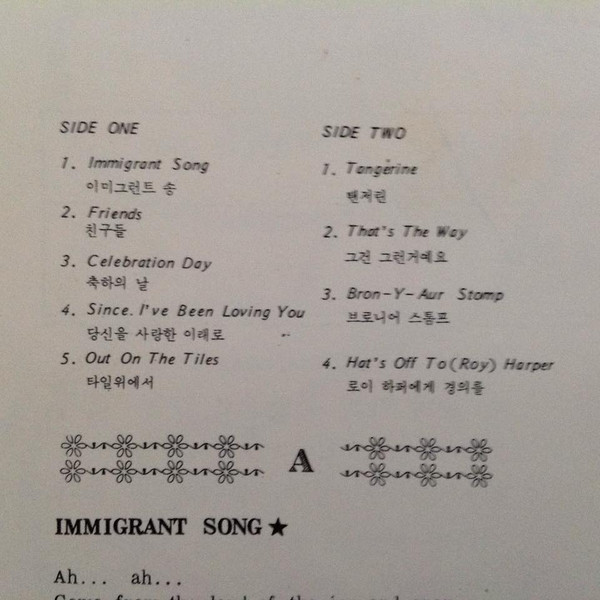 SIDE ONE
1. Immigrant Song
이미그런트 송
2. Friends
친구들
3. Celebration Day
축하의 날
4. Since.I've Been Loving You
당신을 사랑한 이래로
5. Out On The Tiles
타일위에서
SIDE TWO
1. Tangerine
탠저린
2. That's The Way
그건 그런거예요
3. Bron-Y-Aur Stomp
브로니어 스톰프
4. Hat's Off To(Roy) Harper
로이 하퍼에게 경의를
A
IMMIGRANT SONG★
Ah... ah...